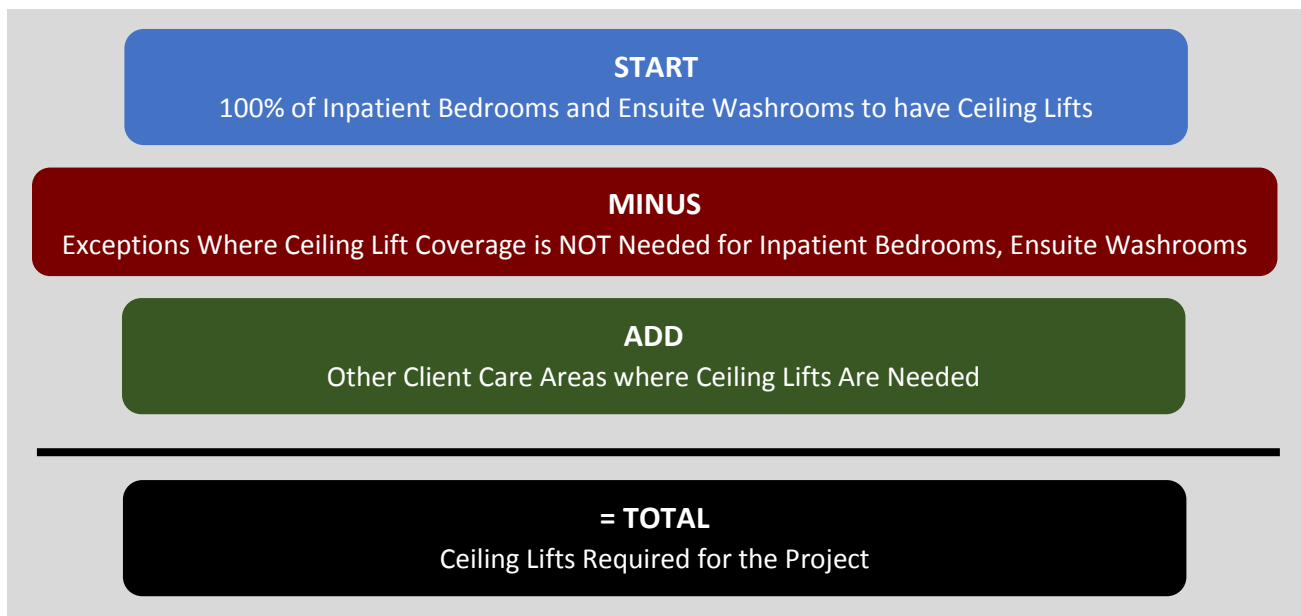 START
100% of Inpatient Bedrooms and Ensuite Washrooms to have Ceiling Lifts
MINUS
Exceptions Where Ceiling Lift Coverage is NOT Needed for Inpatient Bedrooms, Ensuite Washrooms
ADD
Other Client Care Areas where Ceiling Lifts Are Needed
= TOTAL
Ceiling Lifts Required for the Project